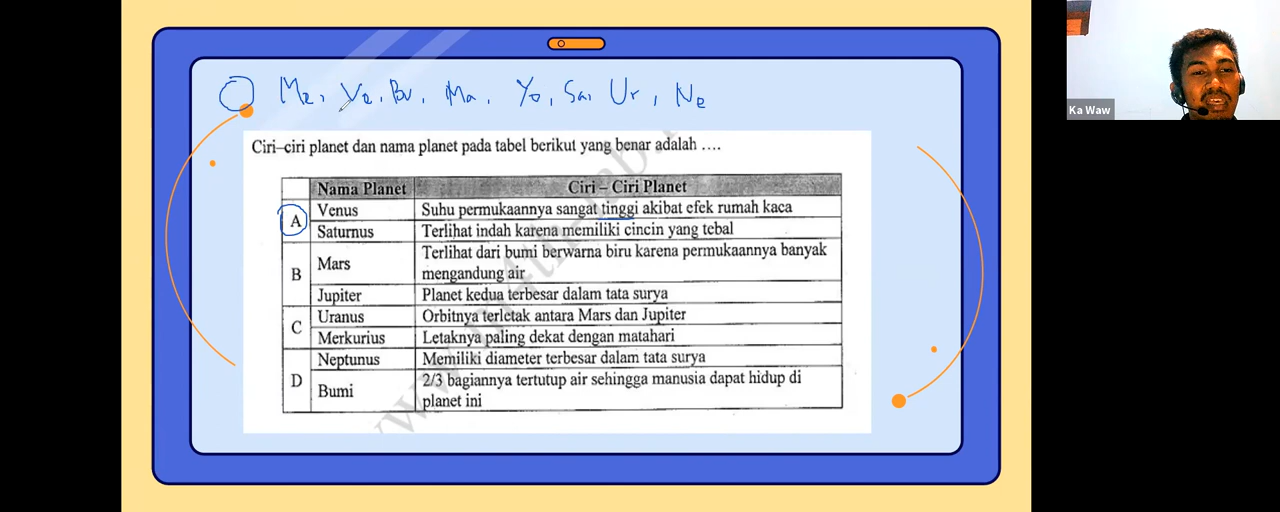 Me, Ve, Bu, Ma, Yo, Sa, Ur, Ne
Ka Waw
Ciri–ciri planet dan nama planet pada tabel berikut yang benar adalah ….
Nama Planet Ciri – Ciri Planet
A
Venus Suhu permukaannya sangat tinggi akibat efek rumah kaca
Saturnus Terlihat indah karena memiliki cincin yang tebal
B
Mars Terlihat dari bumi berwarna biru karena permukaannya banyak
mengandung air
Jupiter Planet kedua terbesar dalam tata surya
C
Uranus Orbitnya terletak antara Mars dan Jupiter
Merkurius Letaknya paling dekat dengan matahari
D
Neptunus Memiliki diameter terbesar dalam tata surya
Bumi 2/3 bagiannya tertutup air sehingga manusia dapat hidup di
planet ini